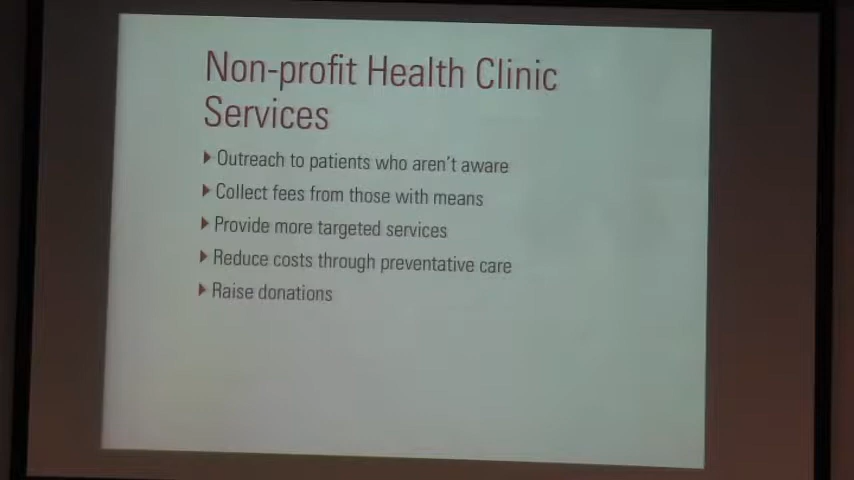 Non-profit Health Clinic
Services
Outreach to patients who aren't aware
Collect fees from those with means
Provide more targeted services
Reduce costs through preventative care
Raise donations